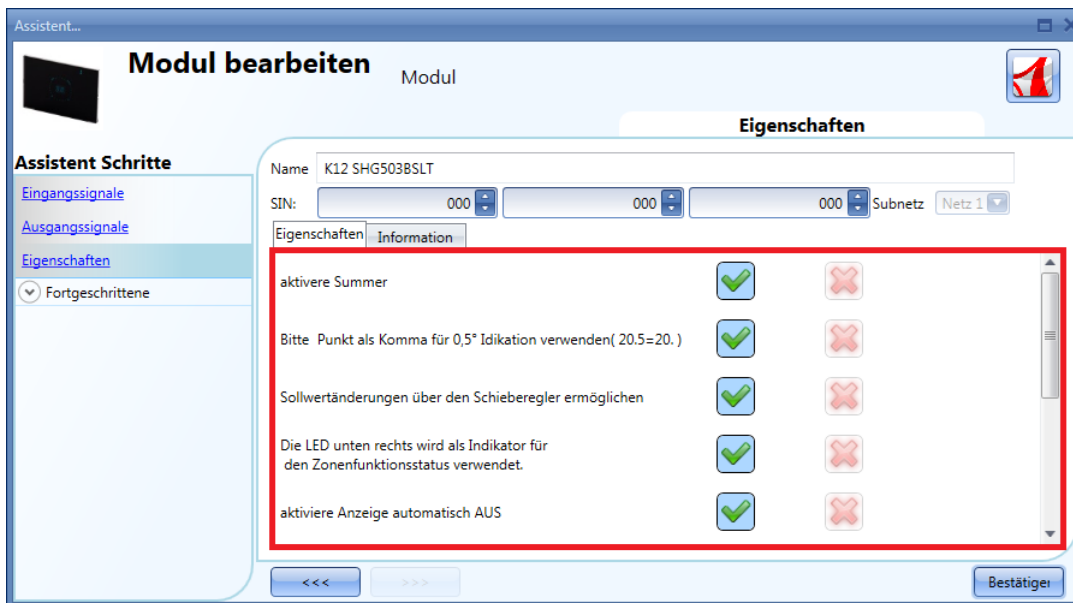 Assistent...
Modul bearbeiten
Modul
Eigenschaften
Assistent Schritte
Eingangssignale
Ausgangssignale
Eigenschaften
Fortgeschrittene
Name K12 SHG503BSLT
SIN: 000 000 000 Subnetz Netz 1
Eigenschaften Information
aktivere Summer
Bitte Punkt als Komma für 0,5° Idikation verwenden( 20.5=20. )
Sollwertänderungen über den Schieberegler ermöglichen
Die LED unten rechts wird als Indikator für
den Zonenfunktionsstatus verwendet.
aktiviere Anzeige automatisch AUS
<<< >>>
Bestätiger